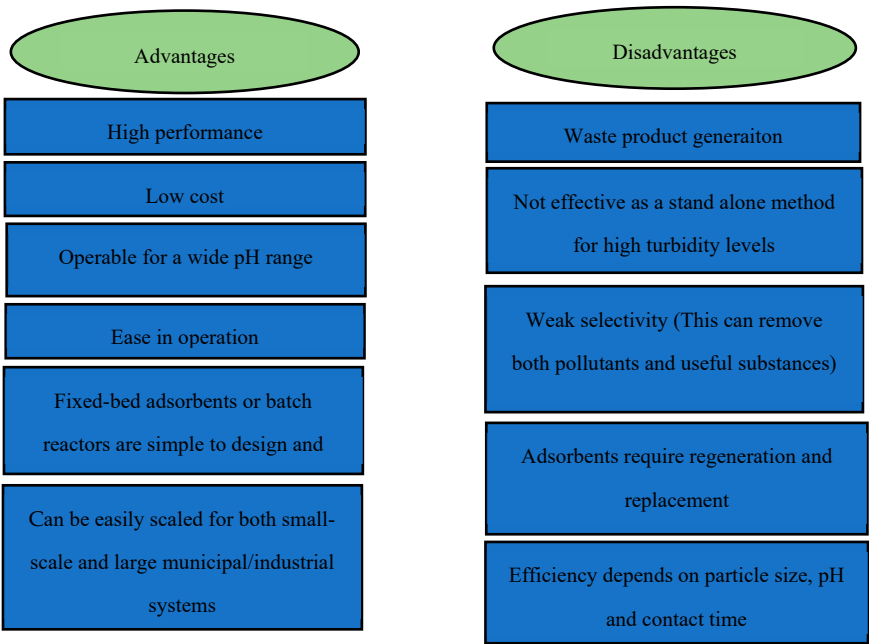 Advantages
High performance
Low cost
Operable for a wide pH range
Ease in operation
Fixed-bed adsorbents or batch
reactors are simple to design and
Can be easily scaled for both small-
scale and large municipal/industrial
systems
Disadvantages
Waste product generaiton
Not effective as a stand alone method
for high turbidity levels
Weak selectivity (This can remove
both pollutants and useful substances)
Adsorbents require regeneration and
replacement
Efficiency depends on particle size, pH
and contact time